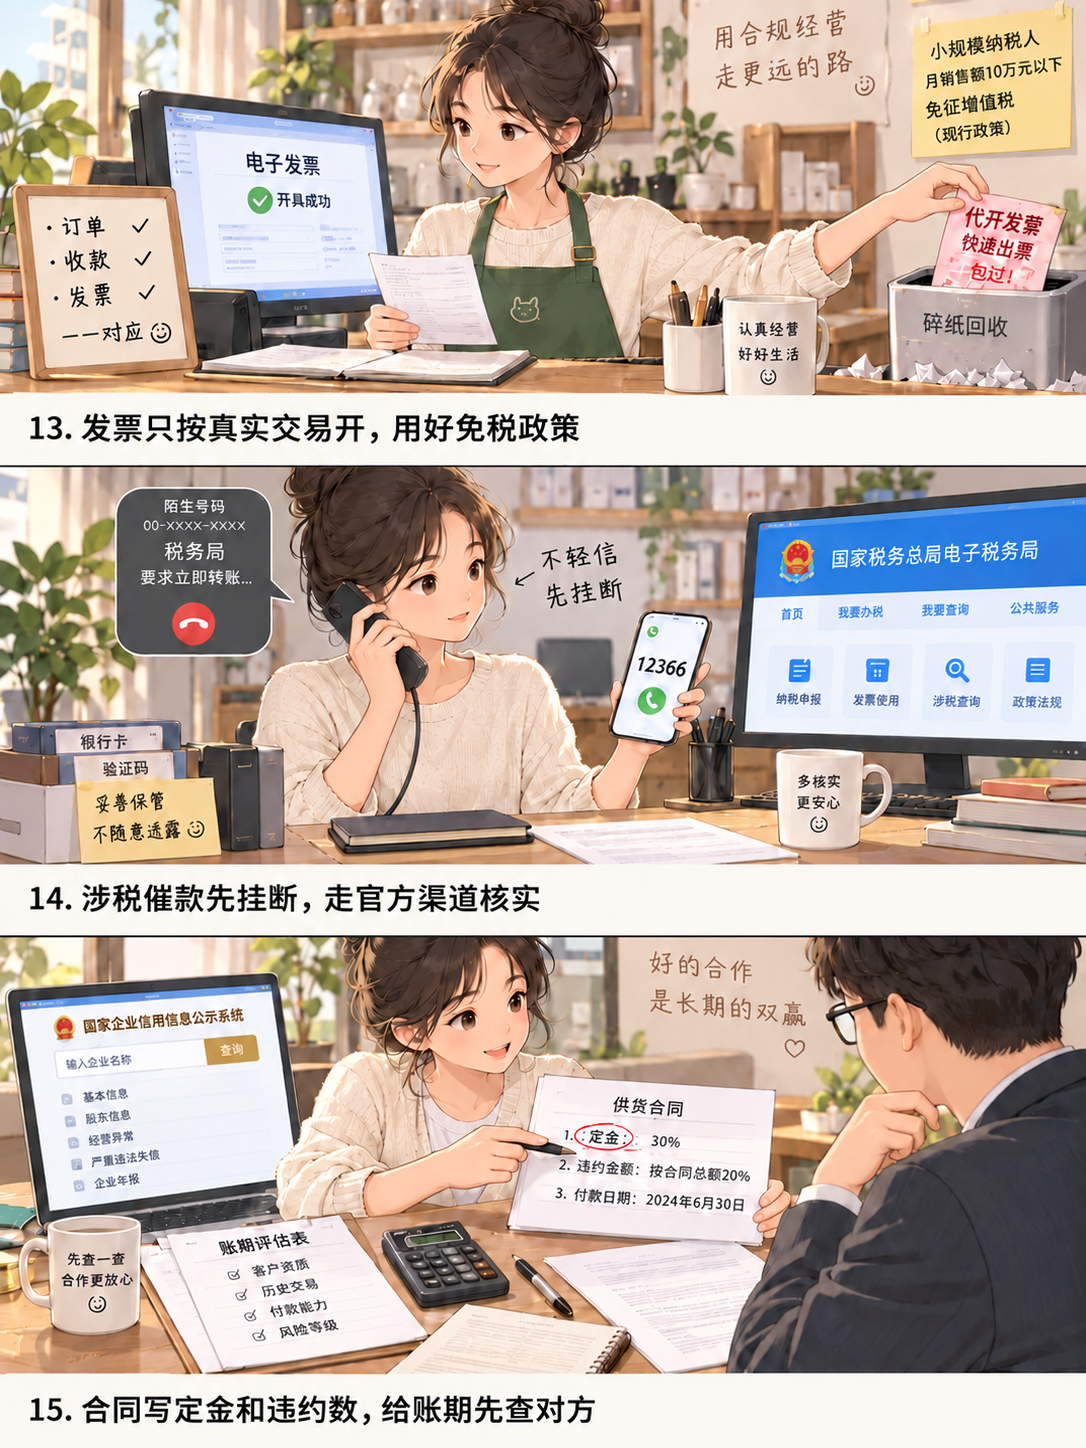 用合规经营
走更远的路
小规模纳税人
月销售额10万元以下
免征增值税
（现行政策）
电子发票
开具成功
·订单 ✓
·收款 ✓
·发票 ✓
一一对应
代开发票
快速出票
包过！
碎纸回收
认真经营
好好生活
13. 发票只按真实交易开，用好免税政策
陌生号码
00-XXXX-XXXX
税务局
要求立即转账...
不轻信
先挂断
12366
国家税务总局电子税务局
首页 我要办税 我要查询 公共服务
纳税申报 发票使用 涉税查询 政策法规
银行卡
验证码
妥善保管
不随意透露
多核实
更安心
14. 涉税催款先挂断，走官方渠道核实
国家企业信用信息公示系统
输入企业名称 查询
基本信息
股东信息
经营异常
严重违法失信
企业年报
好的合作
是长期的双赢
供货合同
1. 定金： 30%
2. 违约金额：按合同总额20%
3. 付款日期：2024年6月30日
先查一查
合作更放心
账期评估表
客户资质
历史交易
付款能力
风险等级
15. 合同写定金和违约数，给账期先查对方